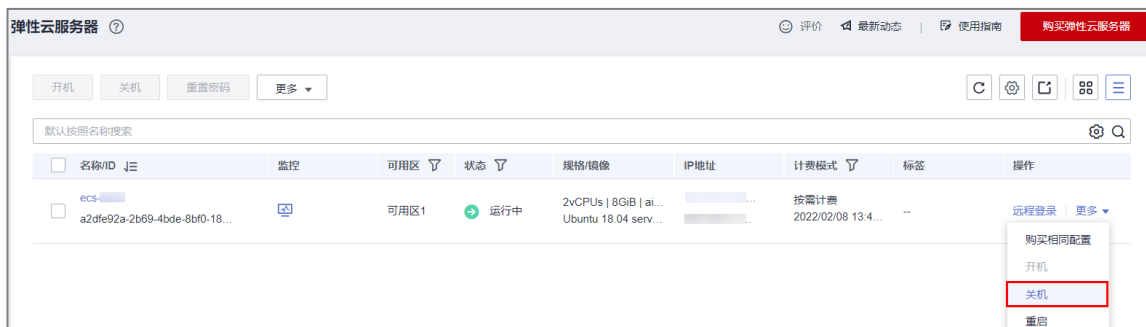 弹性云服务器
评价 最新动态 | 使用指南 购买弹性云服务器
开机 关机 重置密码 更多
默认按照名称搜索
名称/ID 监控 可用区 状态 规格/镜像 IP地址 计费模式 标签 操作
ecs-
a2dfe92a-2b69-4bde-8bf0-18...
可用区1 运行中
2vCPUs | 8GiB | ai...
Ubuntu 18.04 serv...
按需计费
2022/02/08 13:4...
--
远程登录 | 更多
购买相同配置
开机
关机
重启